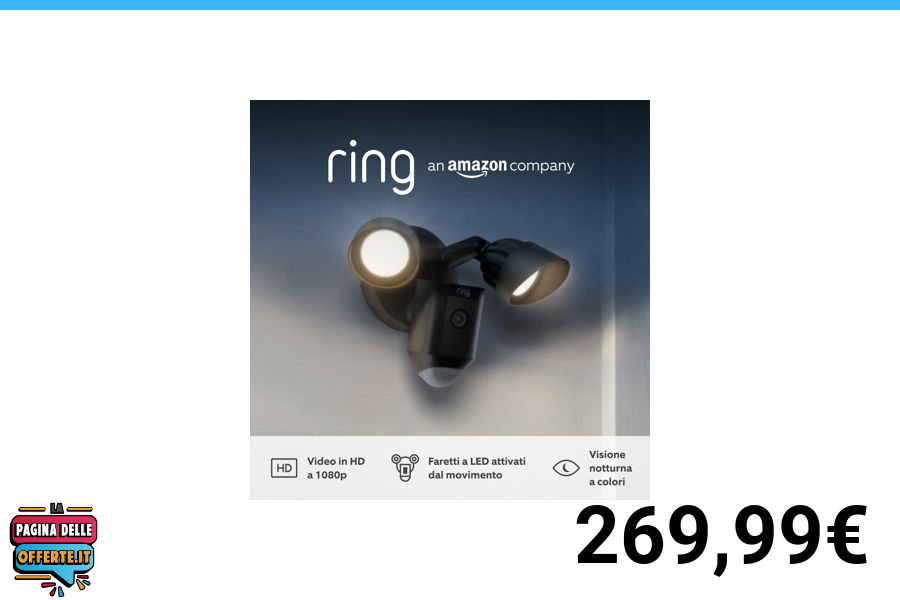 ring an amazon company
ring
HD
Video in HD
a 1080p
Faretti a LED attivati
dal movimento
Visione
notturna
a colori
LA
PAGINA DELLE
OFFERTE.IT
269,99€